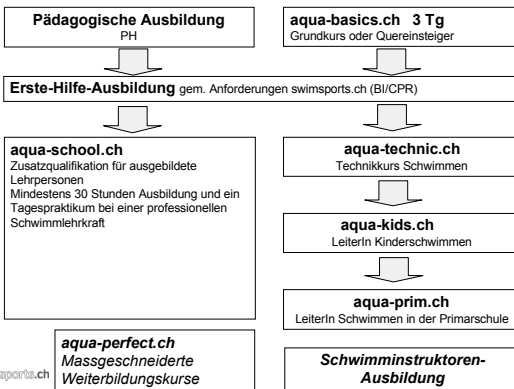 Pädagogische Ausbildung
PH
aqua-basics.ch 3 Tg
Grundkurs oder Quereinsteiger
Erste-Hilfe-Ausbildung gem. Anforderungen swimsports.ch (BI/CPR)
aqua-school.ch
Zusatzqualifikation für ausgebildete
Lehrpersonen
Mindestens 30 Stunden Ausbildung und ein
Tagespraktikum bei einer professionellen
Schwimmlehrkraft
aqua-technic.ch
Technikkurs Schwimmen
aqua-kids.ch
LeiterIn Kinderschwimmen
aqua-prim.ch
LeiterIn Schwimmen in der Primarschule
aqua-perfect.ch
Massgeschneiderte
Weiterbildungskurse
Schwimminstruktoren-
Ausbildung
sports.ch